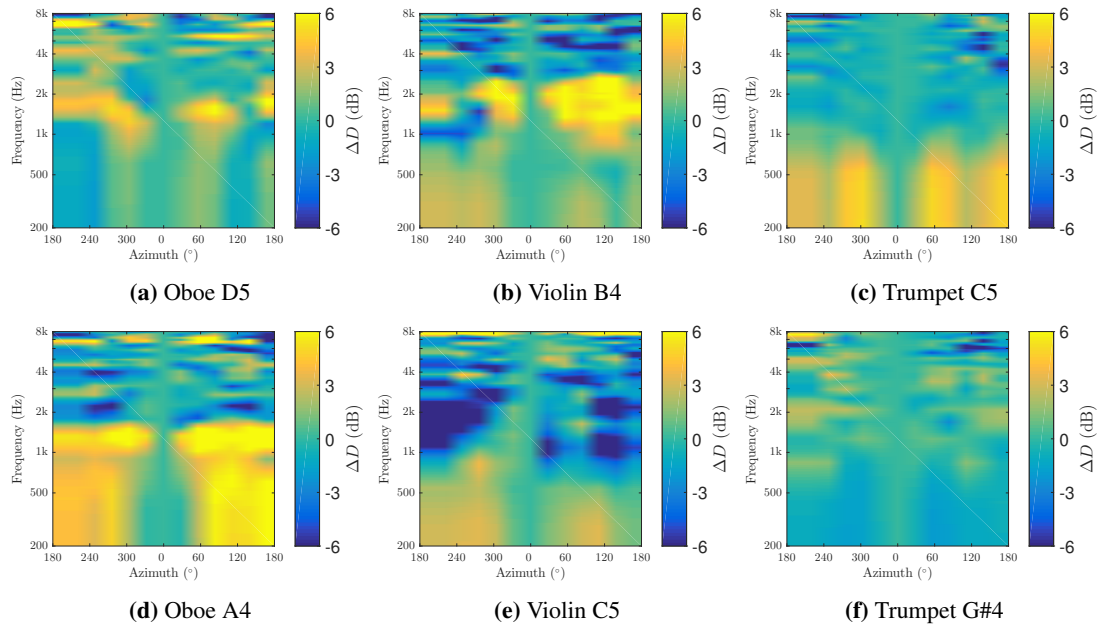 8k 4k 2k 1k 500 200
Frequency (Hz)
180 240 300 0 60 120 180
Azimuth (°)
6 3 0 -3 -6
ΔD (dB)
(a) Oboe D5
8k 4k 2k 1k 500 200
Frequency (Hz)
180 240 300 0 60 120 180
Azimuth (°)
6 3 0 -3 -6
ΔD (dB)
(b) Violin B4
8k 4k 2k 1k 500 200
Frequency (Hz)
180 240 300 0 60 120 180
Azimuth (°)
6 3 0 -3 -6
ΔD (dB)
(c) Trumpet C5
8k 4k 2k 1k 500 200
Frequency (Hz)
180 240 300 0 60 120 180
Azimuth (°)
6 3 0 -3 -6
ΔD (dB)
(d) Oboe A4
8k 4k 2k 1k 500 200
Frequency (Hz)
180 240 300 0 60 120 180
Azimuth (°)
6 3 0 -3 -6
ΔD (dB)
(e) Violin C5
8k 4k 2k 1k 500 200
Frequency (Hz)
180 240 300 0 60 120 180
Azimuth (°)
6 3 0 -3 -6
ΔD (dB)
(f) Trumpet G#4